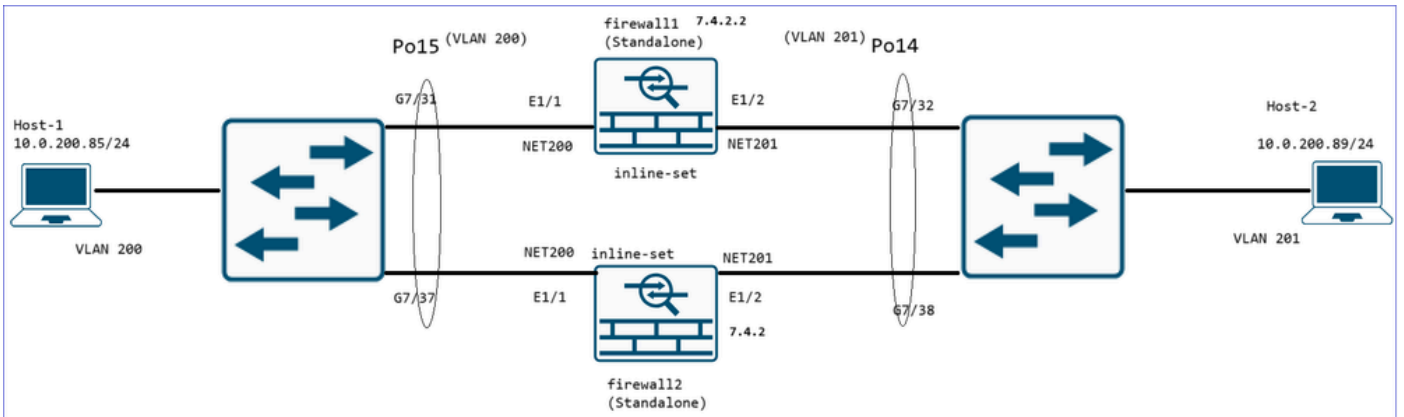 firewall1 7.4.2.2
(Standalone)
Po15 (VLAN 200)
(VLAN 201) Po14
G7/31
E1/1
E1/2
G7/32
Host-1
10.0.200.85/24
Host-2
10.0.200.89/24
NET200
NET201
inline-set
VLAN 200
VLAN 201
NET200 inline-set NET201
G7/37
E1/1
E1/2
G7/38
7.4.2
firewall2
(Standalone)